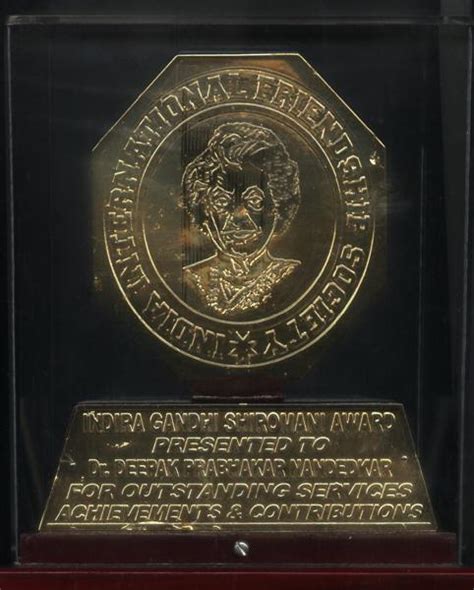 INDIA INTERNATIONAL FRIENDSHIP SOCIETY
INDIRA GANDHI SHIROMANI AWARD
PRESENTED TO
Dr. DEEPAK PRABHAKAR NANDEDKAR
FOR OUTSTANDING SERVICES
ACHIEVEMENTS & CONTRIBUTIONS